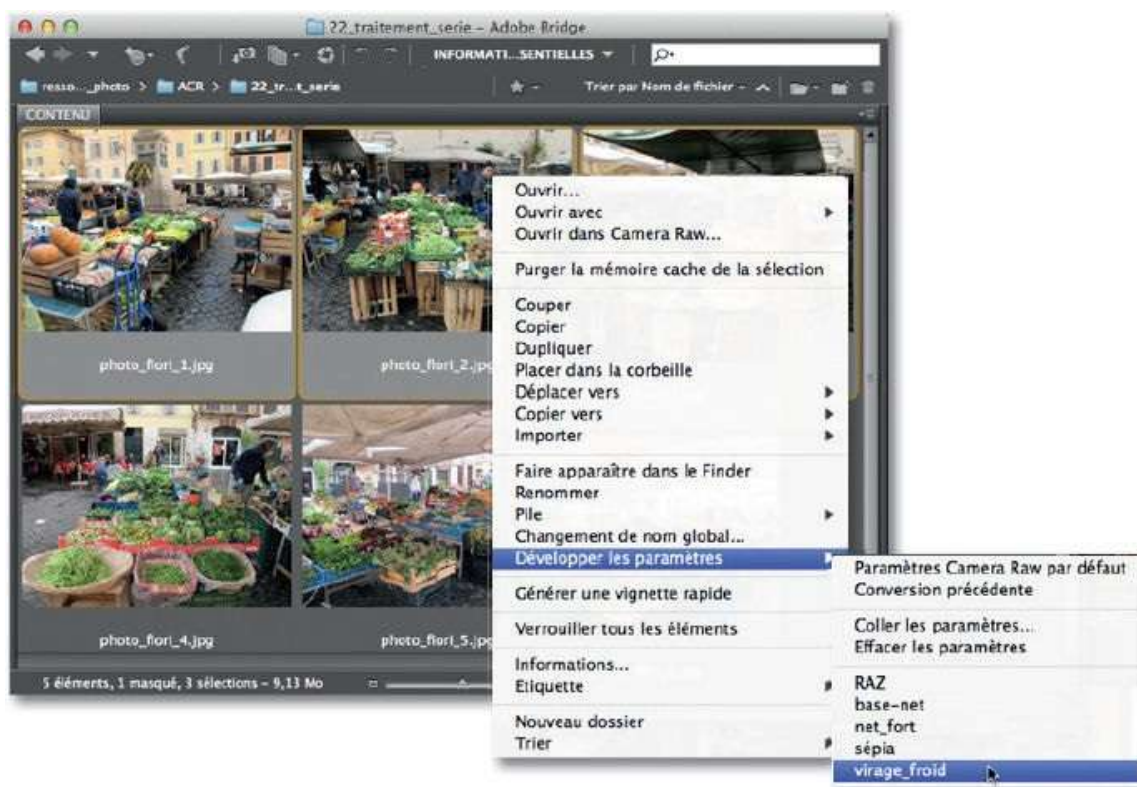 22_traitement_serie – Adobe Bridge
INFORMATI...SENTIELLES
resso..._photo > ACR > 22_tr...t_serie
Trier par Nom de fichier
CONTENU
photo_fiori_1.jpg
photo_fiori_2.jp
photo_fiori_4.jpg
photo_fiori_5.jp
5 éléments, 1 masqué, 3 sélections – 9,13 Mo
Ouvrir...
Ouvrir avec
Ouvrir dans Camera Raw...
Purger la mémoire cache de la sélection
Couper
Copier
Dupliquer
Placer dans la corbeille
Déplacer vers
Copier vers
Importer
Faire apparaître dans le Finder
Renommer
Pile
Changement de nom global...
Développer les paramètres
Générer une vignette rapide
Verrouiller tous les éléments
Informations...
Etiquette
Nouveau dossier
Trier
Paramètres Camera Raw par défaut
Conversion précédente
Coller les paramètres...
Effacer les paramètres
RAZ
base-net
net_fort
sépia
virage_froid